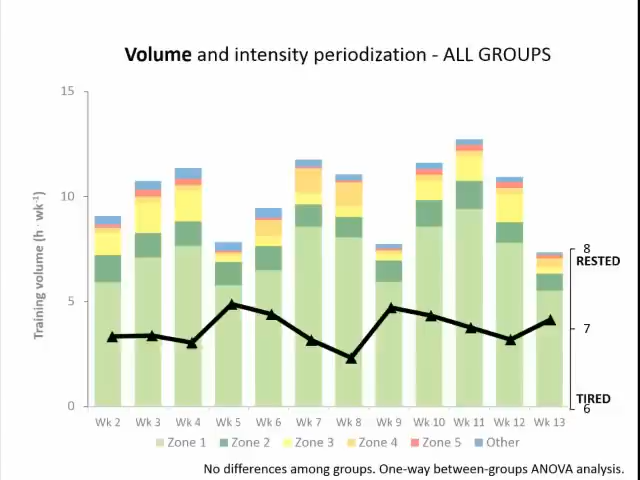 Volume and intensity periodization - ALL GROUPS
15
10
5
0
Training volume (h · wk⁻¹)
8
RESTED
7
TIRED
6
Wk 2 Wk 3 Wk 4 Wk 5 Wk 6 Wk 7 Wk 8 Wk 9 Wk 10 Wk 11 Wk 12 Wk 13
Zone 1 Zone 2 Zone 3 Zone 4 Zone 5 Other
No differences among groups. One-way between-groups ANOVA analysis.